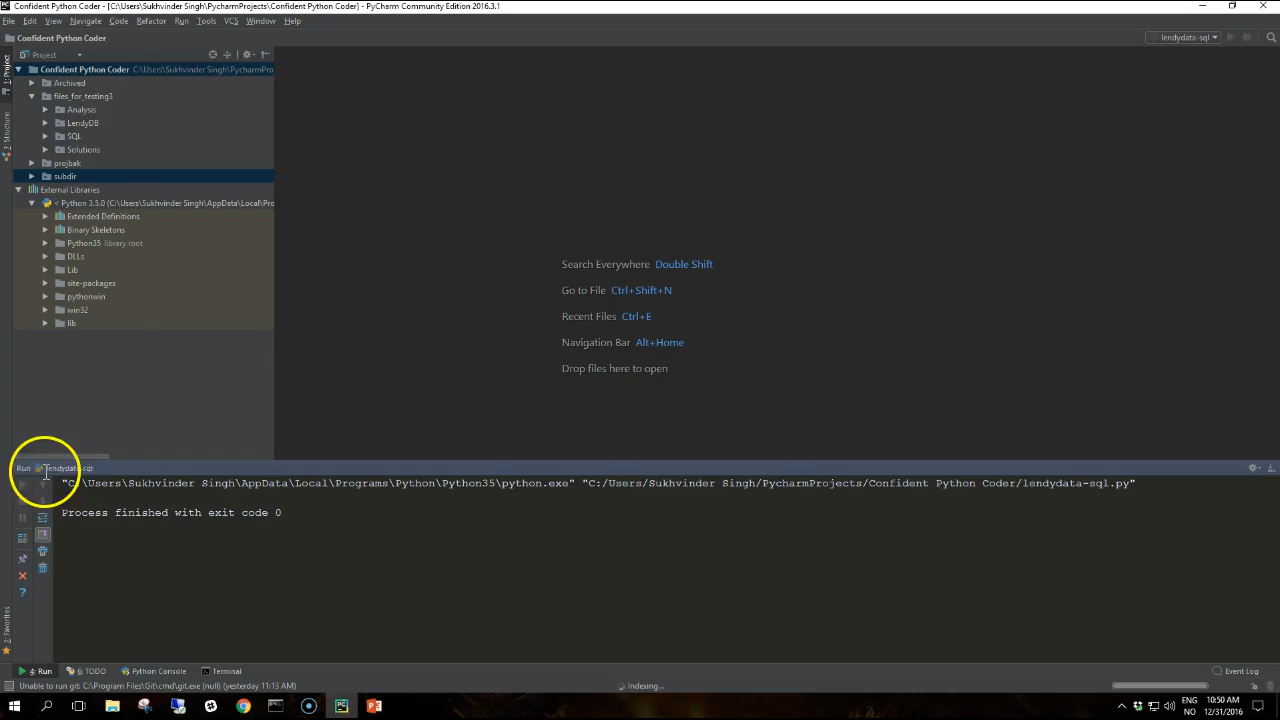 Confident Python Coder - [C:\Users\Sukhvinder Singh\PycharmProjects\Confident Python Coder] - PyCharm Community Edition 2016.3.1
File Edit View Navigate Code Refactor Run Tools VCS Window Help
Confident Python Coder
lendydata-sql
1: Project
Project
Confident Python Coder C:\Users\Sukhvinder Singh\PycharmPro
Archived
files_for_testing3
Analysis
LendyDB
SQL
Solutions
projbak
subdir
External Libraries
< Python 3.5.0 (C:\Users\Sukhvinder Singh\AppData\Local\Pro
Extended Definitions
Binary Skeletons
Python35 library root
DLLs
Lib
site-packages
pythonwin
win32
lib
Structure
Search Everywhere Double Shift
Go to File Ctrl+Shift+N
Recent Files Ctrl+E
Navigation Bar Alt+Home
Drop files here to open
Run lendydata-sql
"C:\Users\Sukhvinder Singh\AppData\Local\Programs\Python\Python35\python.exe" "C:/Users/Sukhvinder Singh/PycharmProjects/Confident Python Coder/lendydata-sql.py"
Process finished with exit code 0
2: Favorites
4: Run 6: TODO Python Console Terminal Event Log
Unable to run git: C:\Program Files\Git\cmd\git.exe (null) (yesterday 11:13 AM) Indexing...
ENG 10:50 AM
NO 12/31/2016